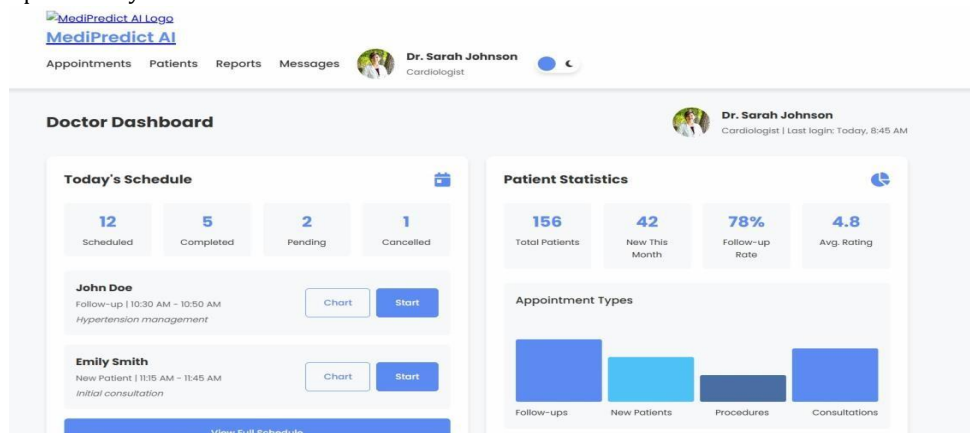 MediPredict AI Logo
MediPredict AI
Appointments Patients Reports Messages
Dr. Sarah Johnson
Cardiologist
Doctor Dashboard
Dr. Sarah Johnson
Cardiologist | Last login: Today, 8:45 AM
Today's Schedule
12
Scheduled
5
Completed
2
Pending
1
Cancelled
John Doe
Follow-up | 10:30 AM - 10:50 AM
Hypertension management
Chart
Start
Emily Smith
New Patient | 11:15 AM - 11:45 AM
Initial consultation
Chart
Start
View Full Schedule
Patient Statistics
156
Total Patients
42
New This
Month
78%
Follow-up
Rate
4.8
Avg. Rating
Appointment Types
Follow-ups
New Patients
Procedures
Consultations